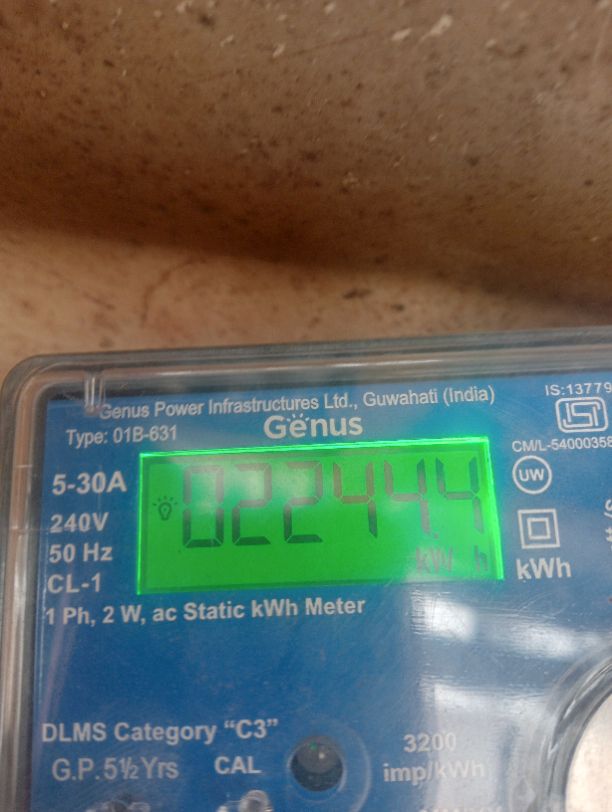 Genus Power Infrastructures Ltd., Guwahati (India)
IS:13779
Type: 01B-631
Genus
CM/L-54000358
5-30A
022444.4
UW
240V
50 Hz
kW h
kWh
CL-1
1 Ph, 2 W, ac Static kWh Meter
DLMS Category “C3”
3200
G.P. 5½ Yrs
CAL
imp/kWh